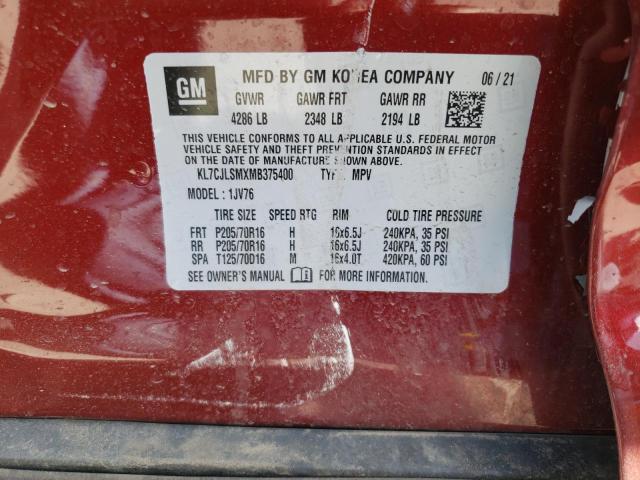 GM
MFD BY GM KOREA COMPANY 06/21
GVWR GAWR FRT GAWR RR
4286 LB 2348 LB 2194 LB
THIS VEHICLE CONFORMS TO ALL APPLICABLE U.S. FEDERAL MOTOR
VEHICLE SAFETY AND THEFT PREVENTION STANDARDS IN EFFECT ON
THE DATE OF MANUFACTURE SHOWN ABOVE.
KL7CJLSMXMB375400 TYPE: MPV
MODEL: 1JV76
TIRE SIZE SPEED RTG RIM COLD TIRE PRESSURE
FRT P205/70R16 H 16x6.5J 240KPA, 35 PSI
RR P205/70R16 H 16x6.5J 240KPA, 35 PSI
SPA T125/70D16 M 16x4.0T 420KPA, 60 PSI
SEE OWNER'S MANUAL FOR MORE INFORMATION.